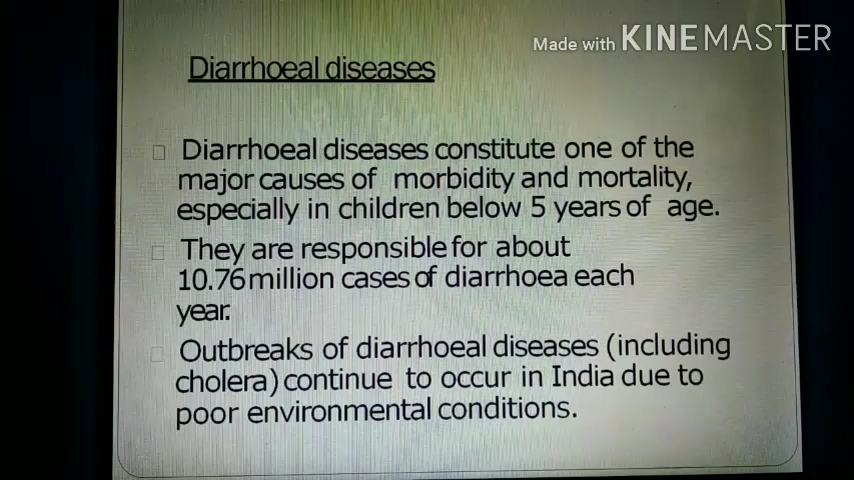 Made with KINEMASTER
Diarrhoeal diseases
Diarrhoeal diseases constitute one of the
major causes of morbidity and mortality,
especially in children below 5 years of age.
They are responsible for about
10.76 million cases of diarrhoea each
year.
Outbreaks of diarrhoeal diseases (including
cholera) continue to occur in India due to
poor environmental conditions.